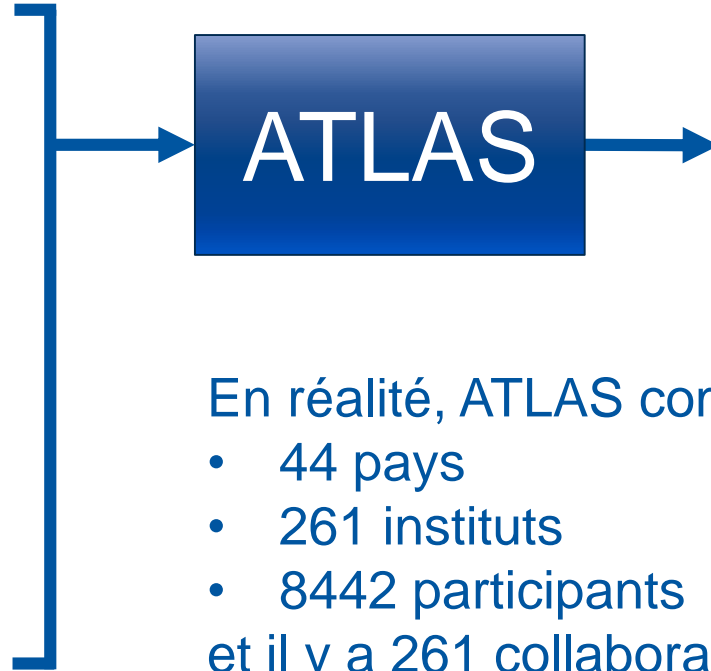 ATLAS
En réalité, ATLAS
• 44 pays
• 261 instituts
• 8442 participants
et il y a 261